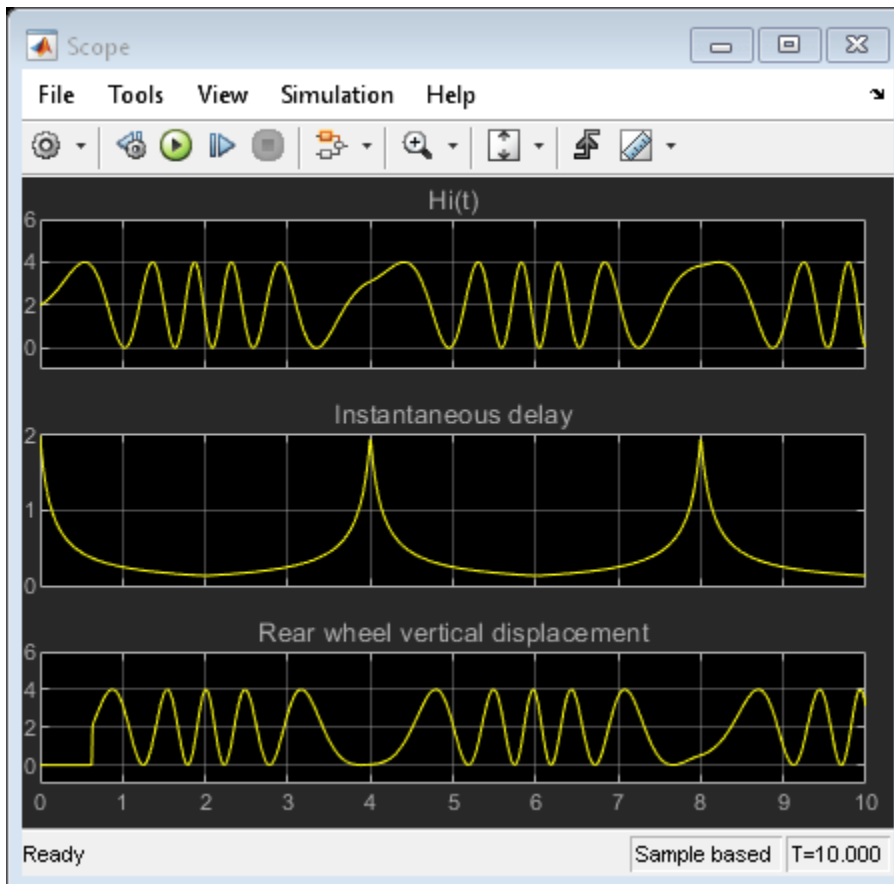 Scope
File Tools View Simulation Help
Hi(t)
6
4
2
0
Instantaneous delay
2
1
0
Rear wheel vertical displacement
6
4
2
0
0 1 2 3 4 5 6 7 8 9 10
Ready Sample based T=10.000